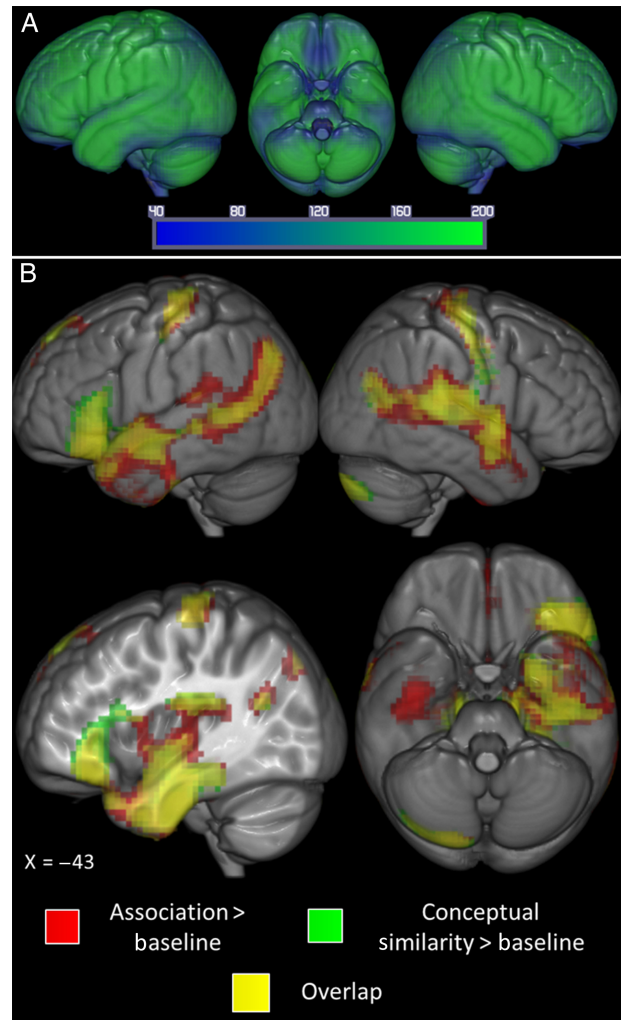 A
40 80 120 160 200
B
X = −43
Association >
baseline
Conceptual
similarity > baseline
Overlap